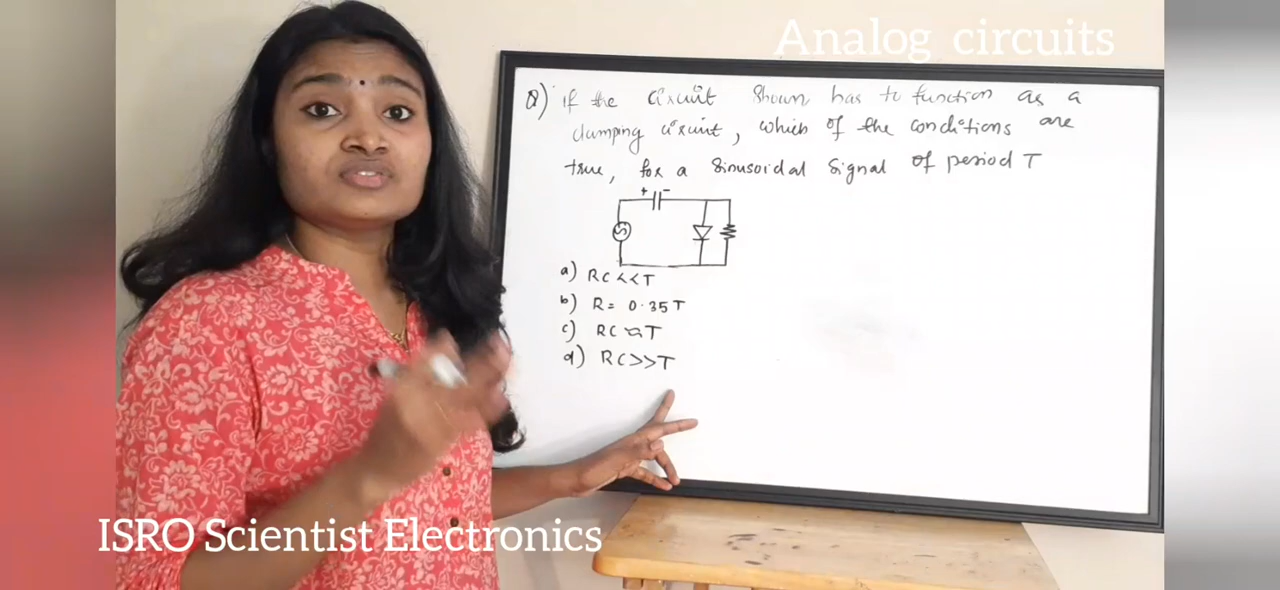 Analog circuits
Q) If the circuit shown has to function as a
clamping circuit, which of the conditions are
true, for a sinusoidal signal of period T
+ -
a) RC << T
b) R = 0.35 T
c) RC ≈ T
d) RC >> T
ISRO Scientist Electronics